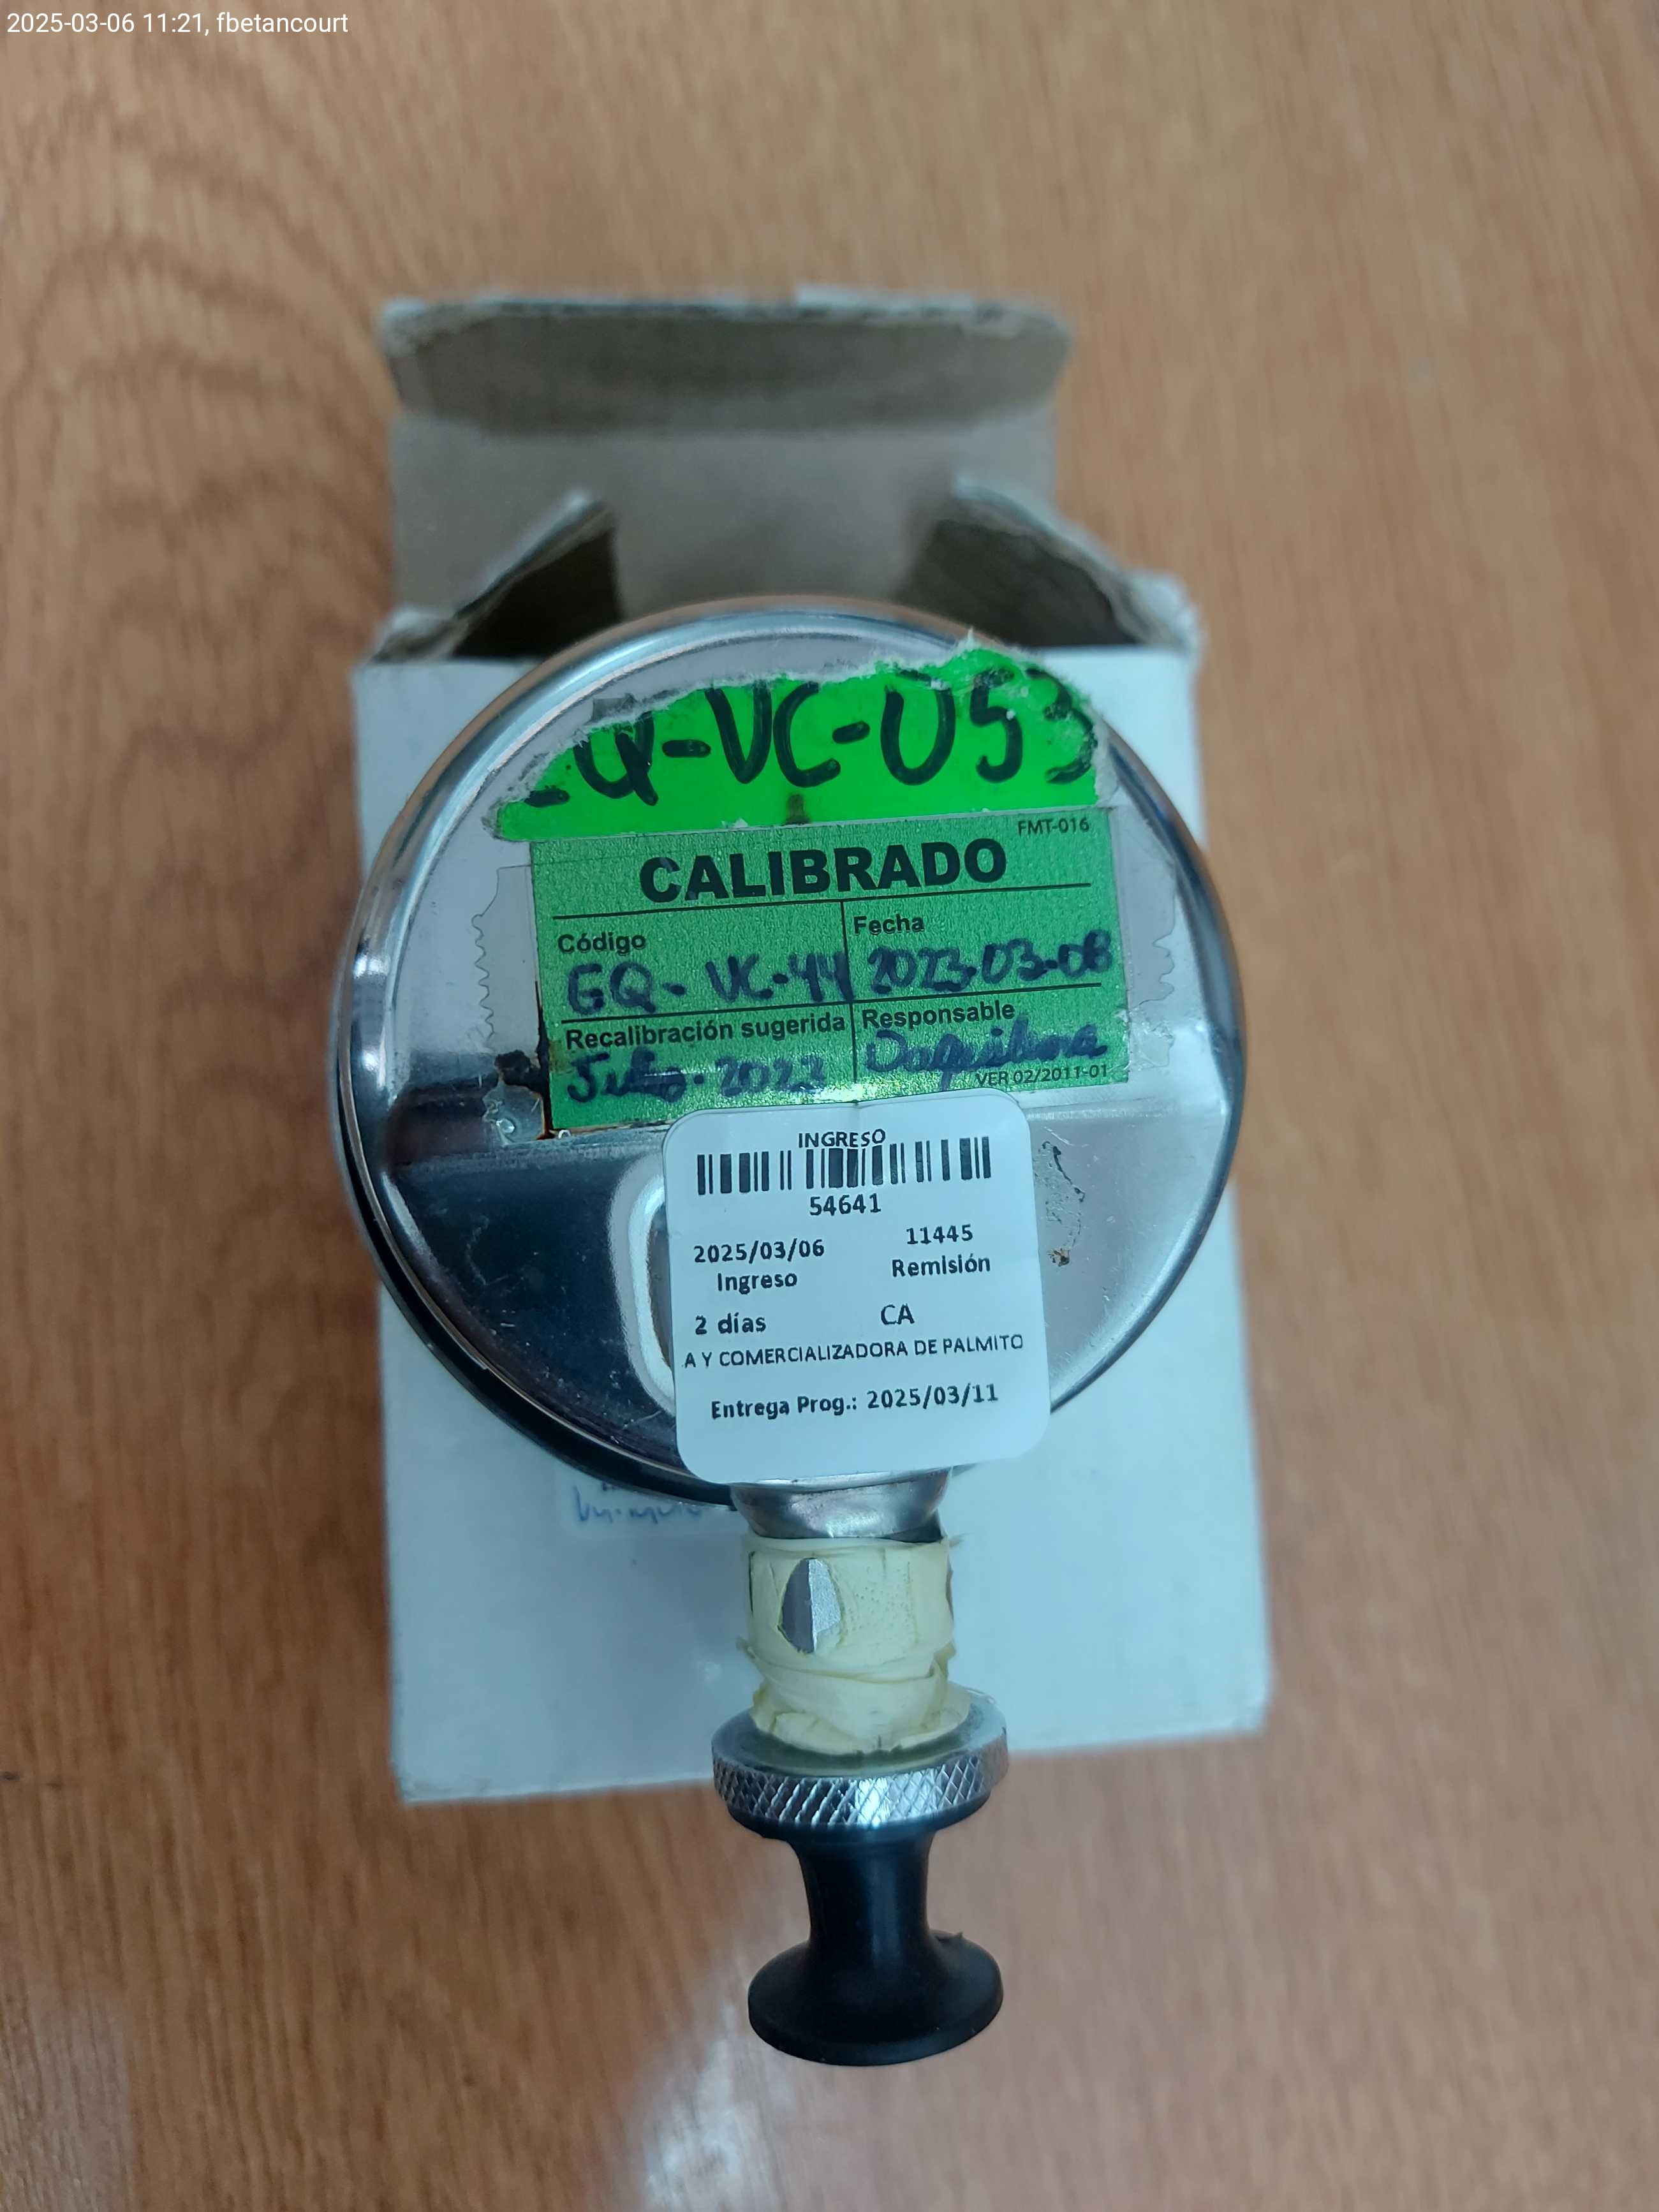 2025-03-06 11:21, fbetancourt
Q-VC-053
FMT-016
CALIBRADO
Código
Fecha
EQ-VC-44
2023-03-08
Recalibración sugerida
Responsable
2023
VER 02/2011-01
INGRESO
54641
2025/03/06
11445
Ingreso
Remisión
2 días
CA
A Y COMERCIALIZADORA DE PALMITO
Entrega Prog.: 2025/03/11